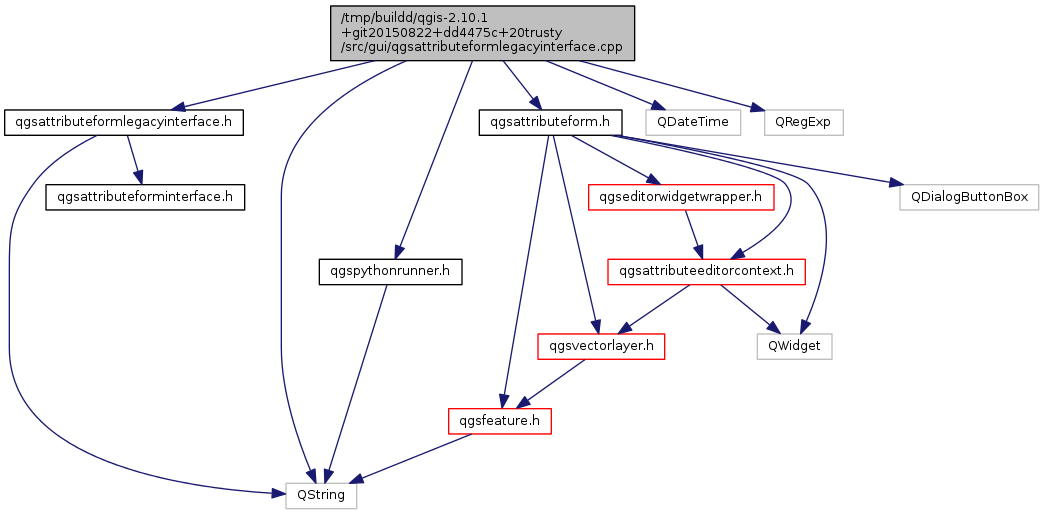 /tmp/buildd/qgis-2.10.1
+git20150822+dd4475c+20trusty
/src/gui/qgsattributeformlegacyinterface.cpp
qgsattributeformlegacyinterface.h
qgsattributeform.h
QDateTime
QRegExp
qgsattributeforminterface.h
qgseditorwidgetwrapper.h
QDialogButtonBox
qgspythonrunner.h
qgsattributeeditorcontext.h
qgsvectorlayer.h
QWidget
qgsfeature.h
QString